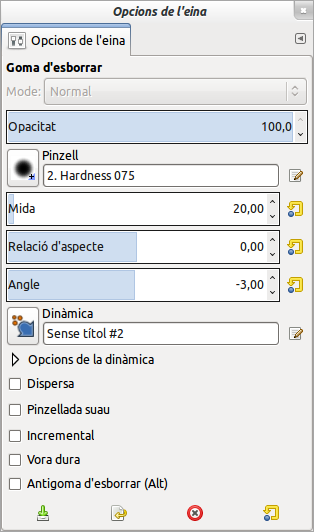 Opcions de l'eina
Opcions de l'eina
Goma d'esborrar
Mode: Normal
Opacitat 100,0
Pinzell
2. Hardness 075
Mida 20,00
Relació d'aspecte 0,00
Angle -3,00
Dinàmica
Sense títol #2
Opcions de la dinàmica
Dispersa
Pinzellada suau
Incremental
Vora dura
Antigoma d'esborrar (Alt)